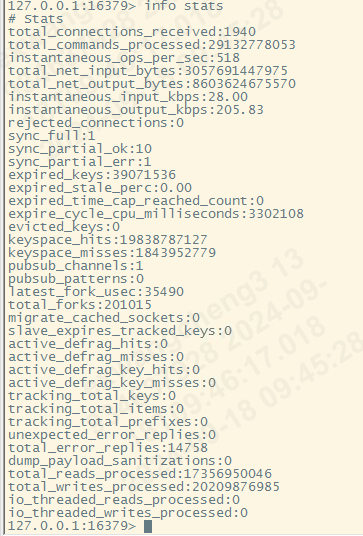 127.0.0.1:16379> info stats
# Stats
total_connections_received:1940
total_commands_processed:29132778053
instantaneous_ops_per_sec:518
total_net_input_bytes:3057691447975
total_net_output_bytes:8603624675570
instantaneous_input_kbps:28.00
instantaneous_output_kbps:205.83
rejected_connections:0
sync_full:1
sync_partial_ok:10
sync_partial_err:1
expired_keys:39071536
expired_stale_perc:0.00
expired_time_cap_reached_count:0
expire_cycle_cpu_milliseconds:3302108
evicted_keys:0
keyspace_hits:19838787127
keyspace_misses:1843952779
pubsub_channels:1
pubsub_patterns:0
latest_fork_usec:35490
total_forks:201015
migrate_cached_sockets:0
slave_expires_tracked_keys:0
active_defrag_hits:0
active_defrag_misses:0
active_defrag_key_hits:0
active_defrag_key_misses:0
tracking_total_keys:0
tracking_total_items:0
tracking_total_prefixes:0
unexpected_error_replies:0
total_error_replies:14758
dump_payload_sanitizations:0
total_reads_processed:17356950046
total_writes_processed:20209876985
io_threaded_reads_processed:0
io_threaded_writes_processed:0
127.0.0.1:16379>